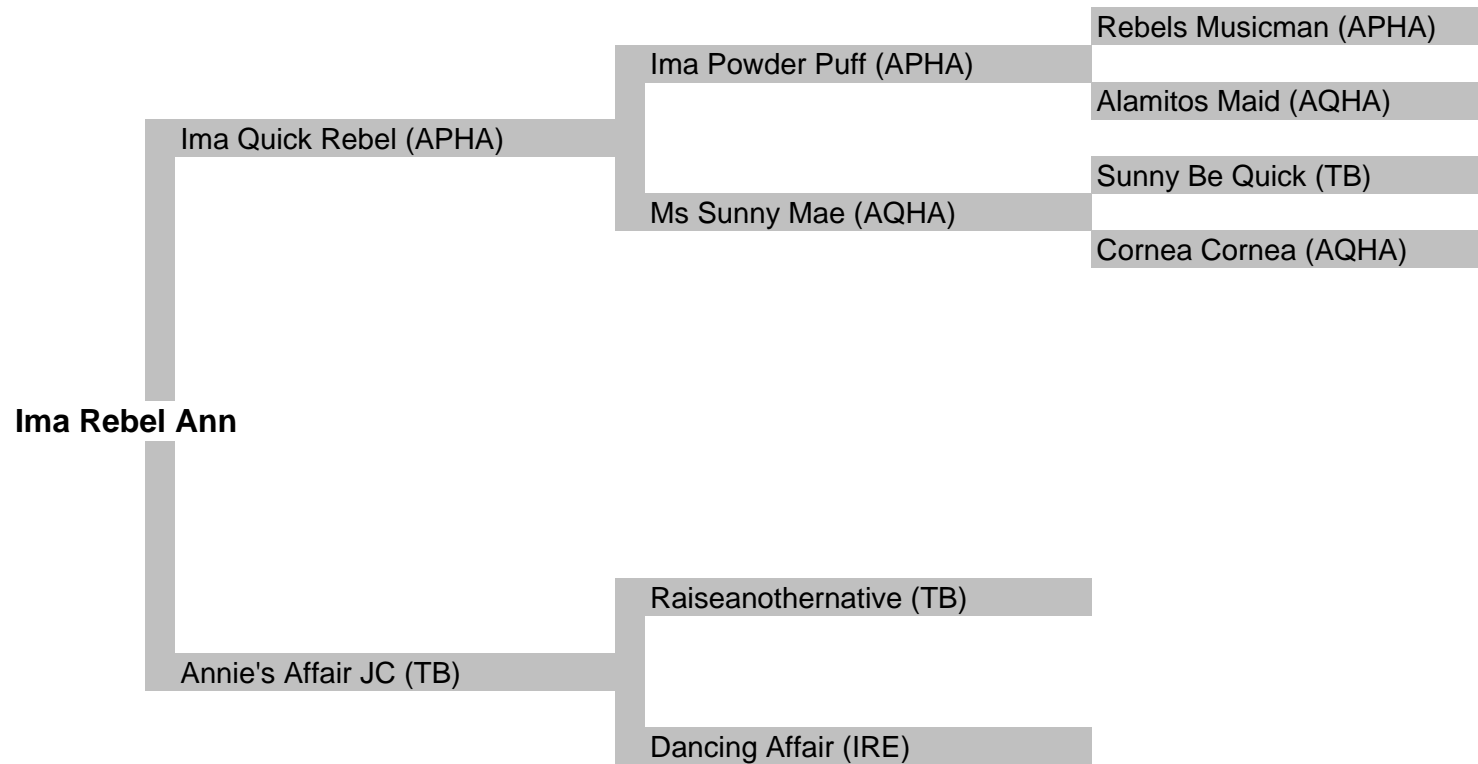 Rebels Musicman (APHA)
Ima Powder Puff (APHA)
Alamitos Maid (AQHA)
Ima Quick Rebel (APHA)
Sunny Be Quick (TB)
Ms Sunny Mae (AQHA)
Cornea Cornea (AQHA)
Ima Rebel Ann
Raiseanothernative (TB)
Annie's Affair JC (TB)
Dancing Affair (IRE)